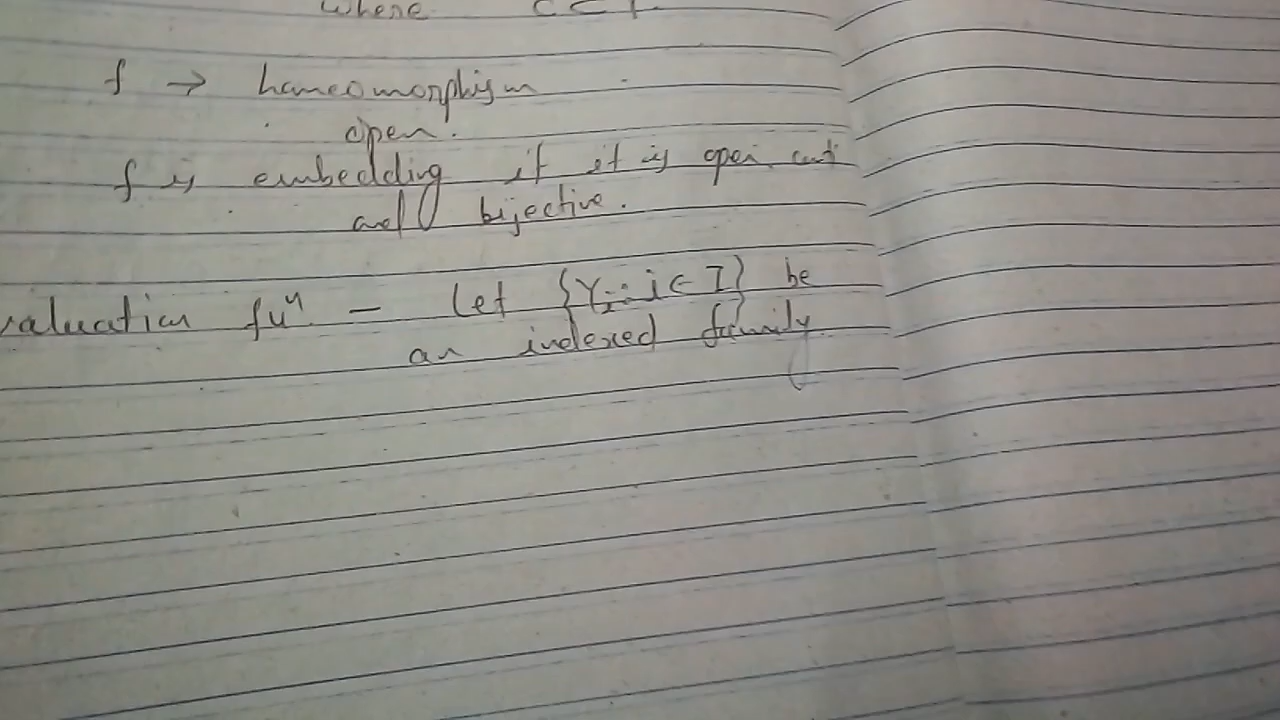 where
f → homeomorphism
open.
f is embedding if it is open cont
and bijective.
valuation fuⁿ - Let {Yᵢ : i ∈ I} be
an indexed family